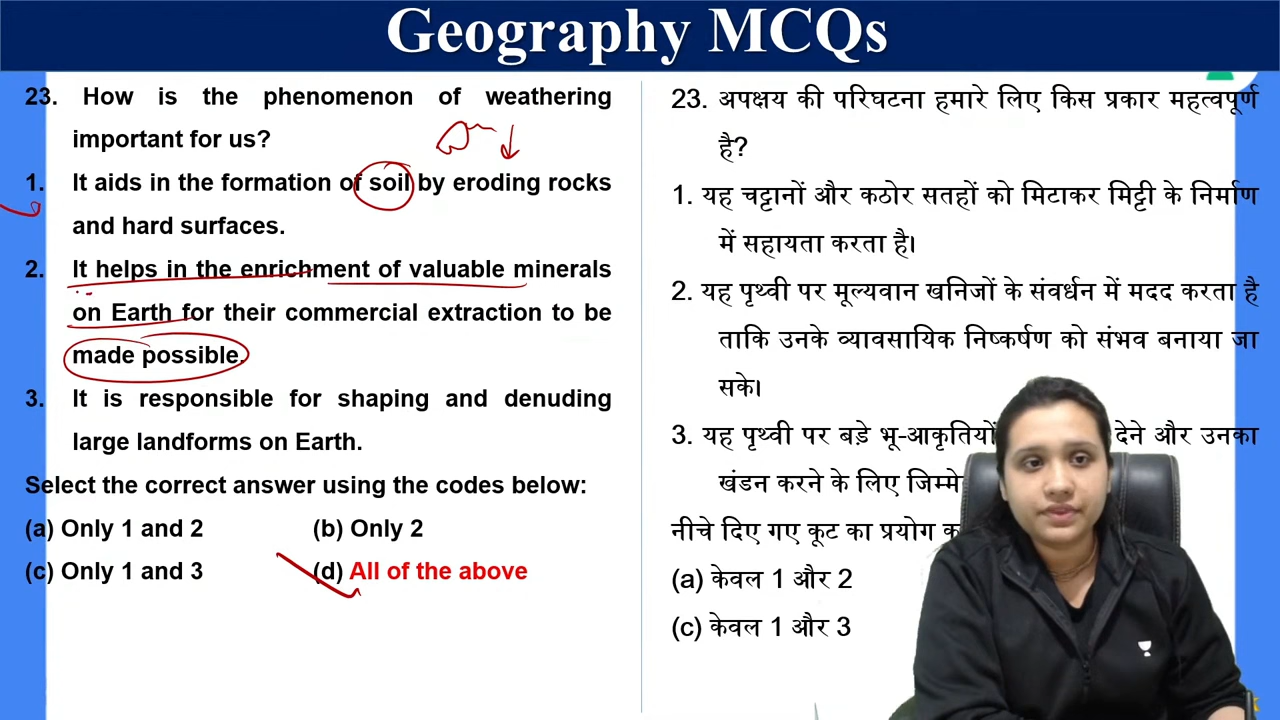 Geography MCQs
23. How is the phenomenon of weathering
important for us?
1. It aids in the formation of soil by eroding rocks
and hard surfaces.
2. It helps in the enrichment of valuable minerals
on Earth for their commercial extraction to be
made possible.
3. It is responsible for shaping and denuding
large landforms on Earth.
Select the correct answer using the codes below:
(a) Only 1 and 2 (b) Only 2
(c) Only 1 and 3 (d) All of the above
23. अपक्षय की परिघटना हमारे लिए किस प्रकार महत्वपूर्ण
है?
1. यह चट्टानों और कठोर सतहों को मिटाकर मिट्टी के निर्माण
में सहायता करता है।
2. यह पृथ्वी पर मूल्यवान खनिजों के संवर्धन में मदद करता है
ताकि उनके व्यावसायिक निष्कर्षण को संभव बनाया जा
सके।
3. यह पृथ्वी पर बड़े भू-आकृतियों देने और उनका
खंडन करने के लिए
नीचे दिए गए कूट का प्रयोग
(a) केवल 1 और 2
(c) केवल 1 और 3